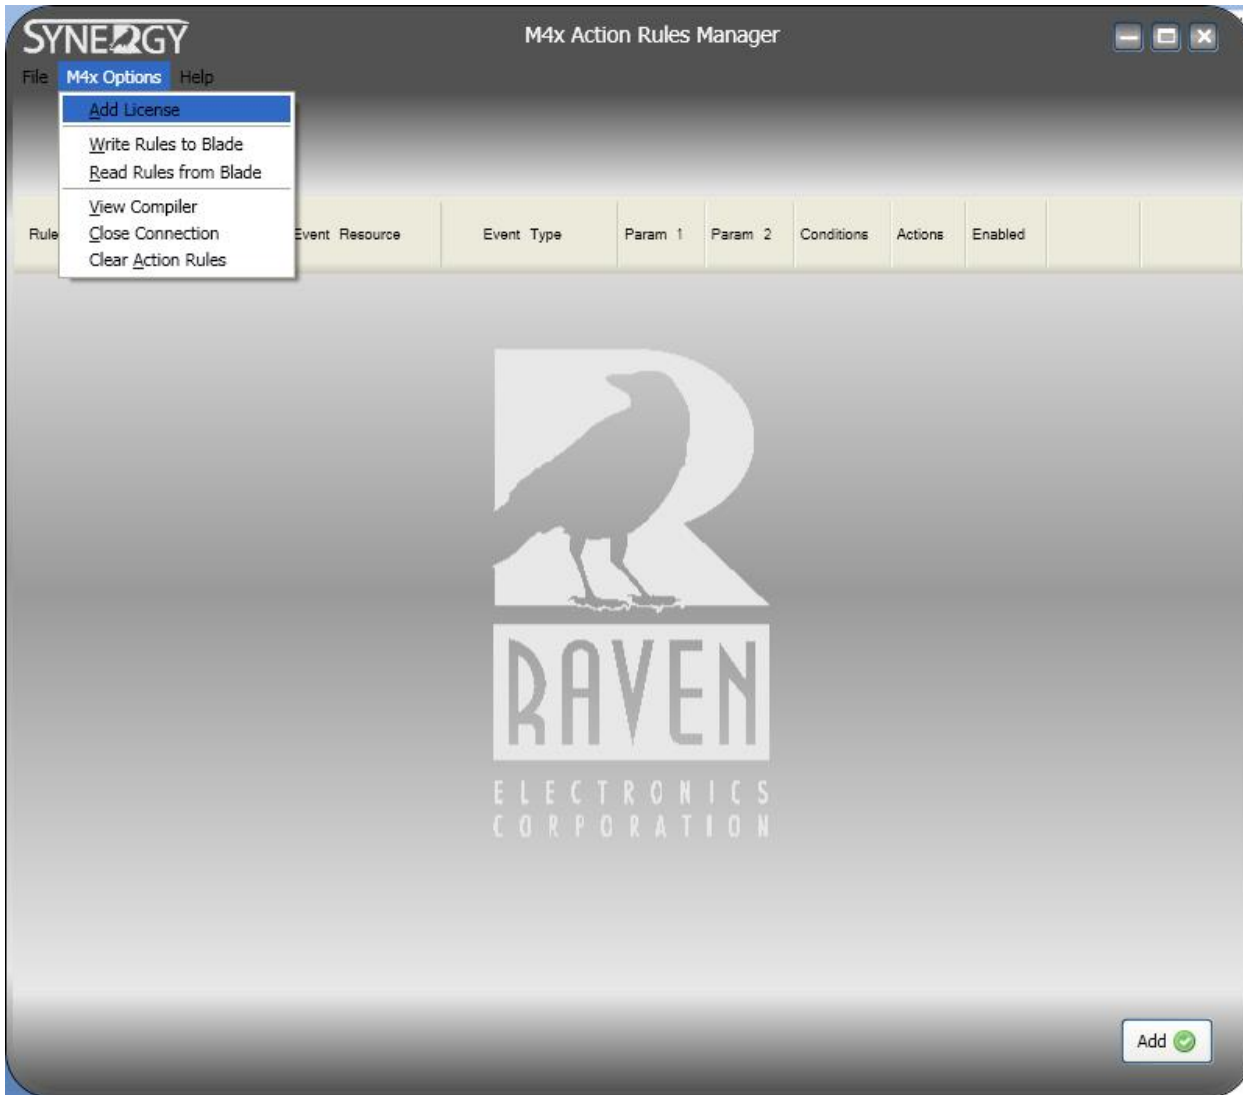 SYNERGY
M4x Action Rules Manager
File M4x Options Help
Add License
Write Rules to Blade
Read Rules from Blade
View Compiler
Close Connection
Clear Action Rules
Rule Event Resource Event Type Param 1 Param 2 Conditions Actions Enabled
RAVEN
ELECTRONICS
CORPORATION
Add